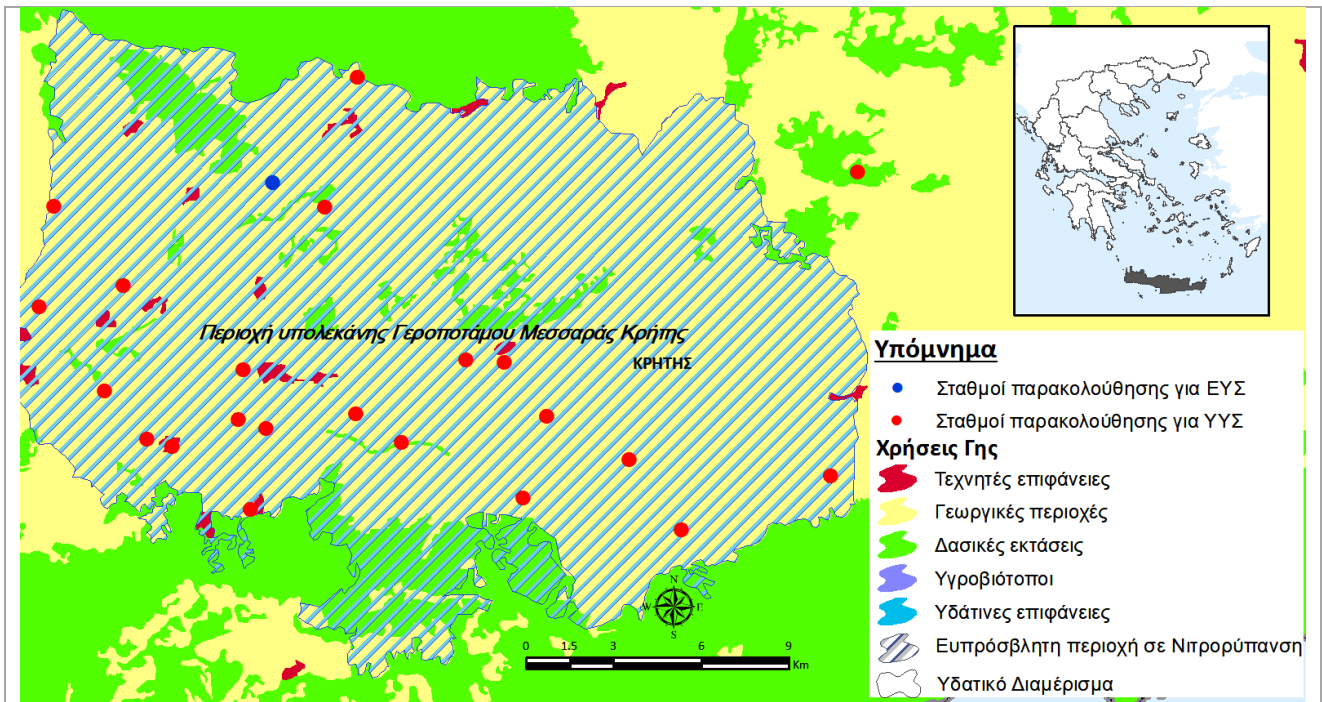 Περιοχή υπολεκάνης Γεροποτάμου Μεσσαράς Κρήτης
ΚΡΗΤΗΣ
Υπόμνημα
Σταθμοί παρακολούθησης για ΕΥΣ
Σταθμοί παρακολούθησης για ΥΥΣ
Χρήσεις Γης
Τεχνητές επιφάνειες
Γεωργικές περιοχές
Δασικές εκτάσεις
Υγροβιότοποι
Υδάτινες επιφάνειες
Ευπρόσβλητη περιοχή σε Νιτρορύπανση
Υδατικό Διαμέρισμα
N
W E
S
0 1.5 3 6 9
Km